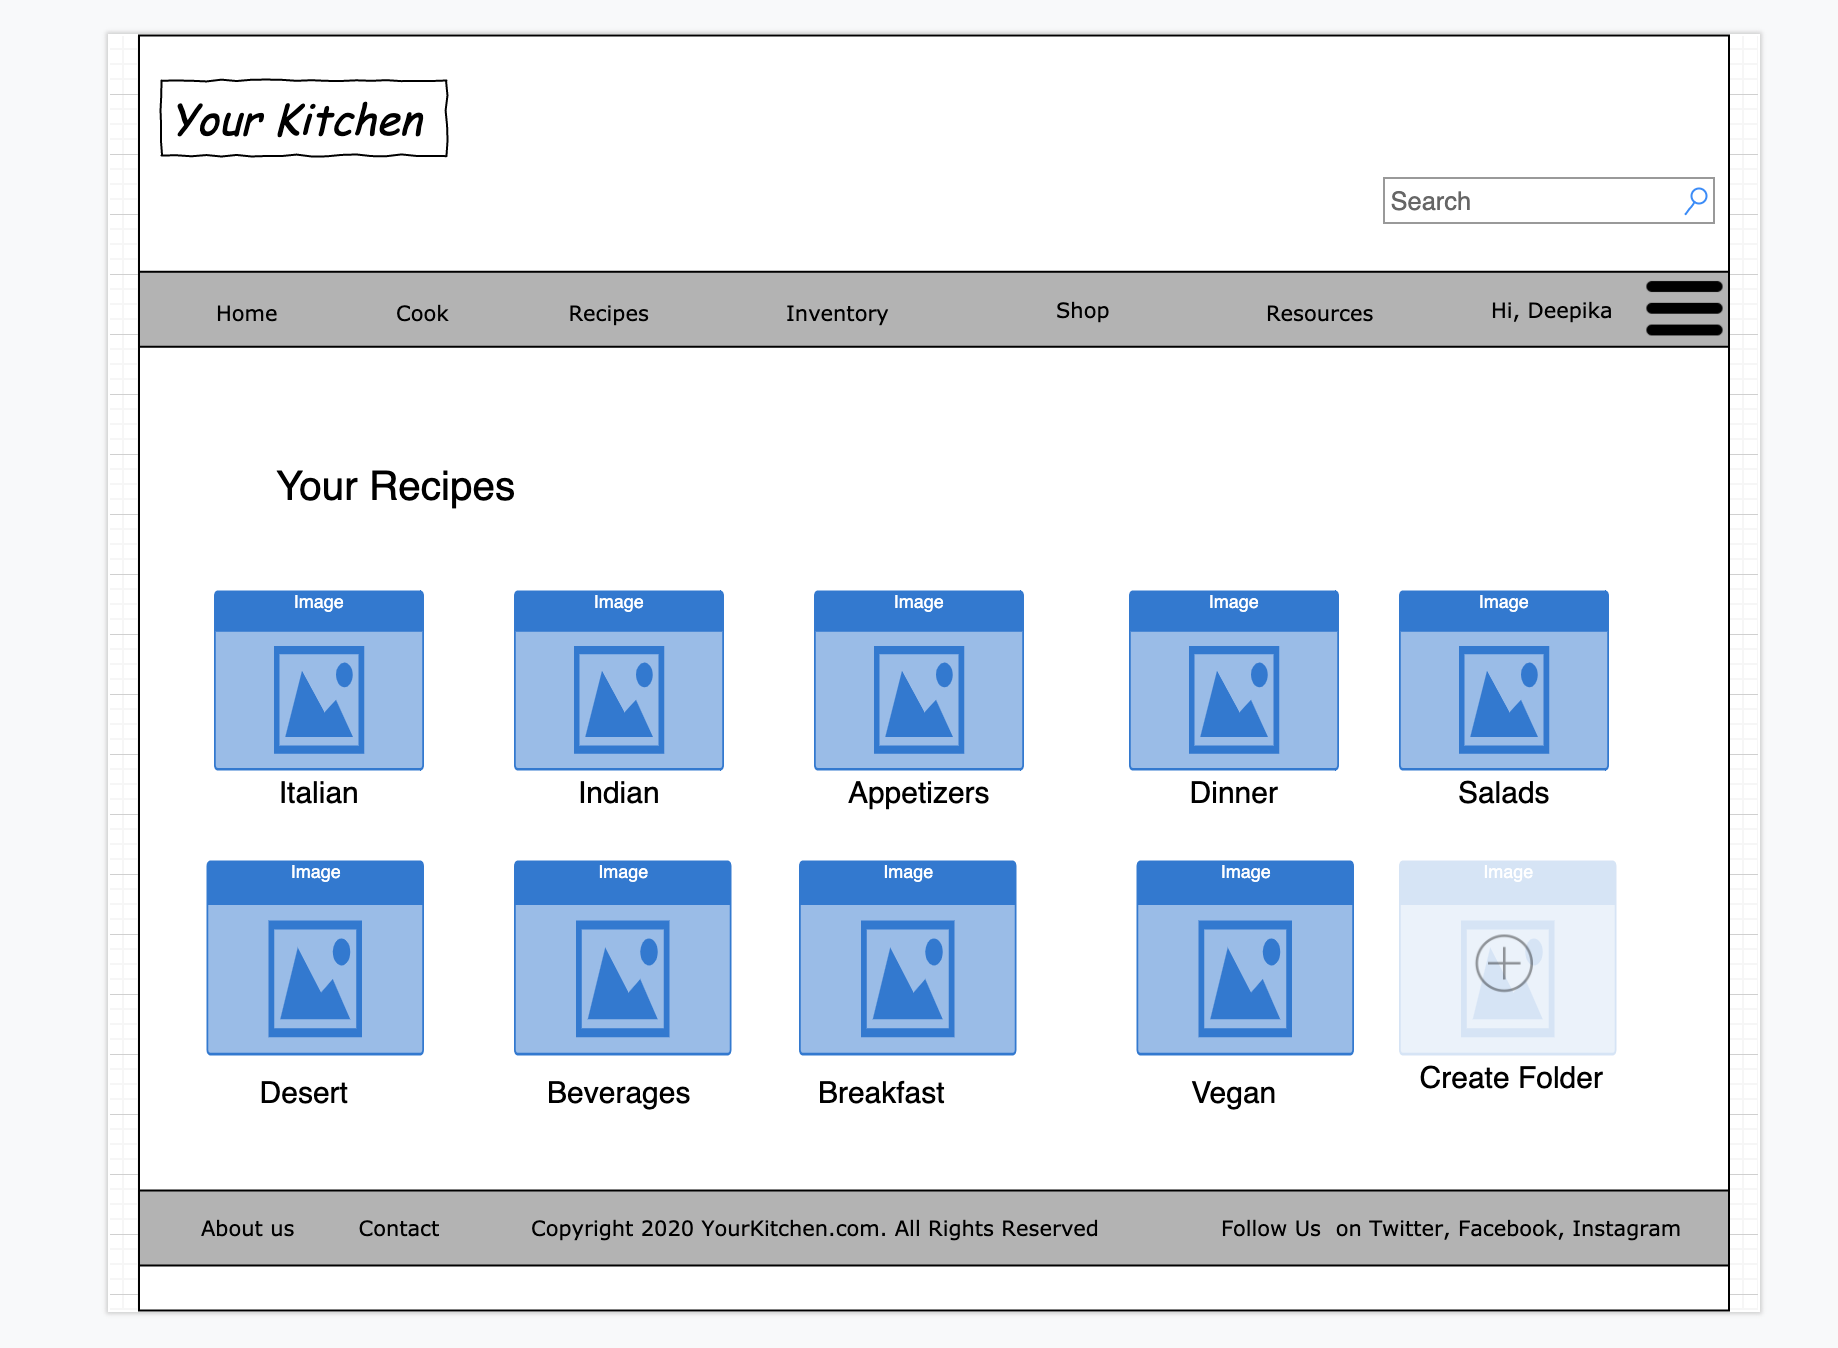 Your Kitchen
Search
Home Cook Recipes Inventory Shop Resources Hi, Deepika
Your Recipes
Image Image Image Image Image
Italian Indian Appetizers Dinner Salads
Image Image Image Image Image
Desert Beverages Breakfast Vegan Create Folder
About us Contact Copyright 2020 YourKitchen.com. All Rights Reserved Follow Us on Twitter, Facebook, Instagram